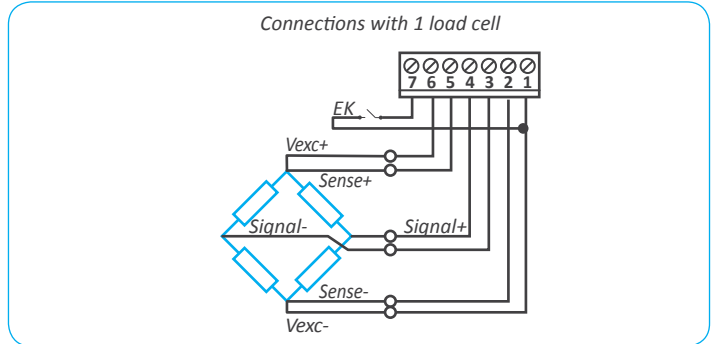 Connections with 1 load cell
7 6 5 4 3 2 1
EK
Vexc+
Sense+
Signal- Signal+
Sense-
Vexc-